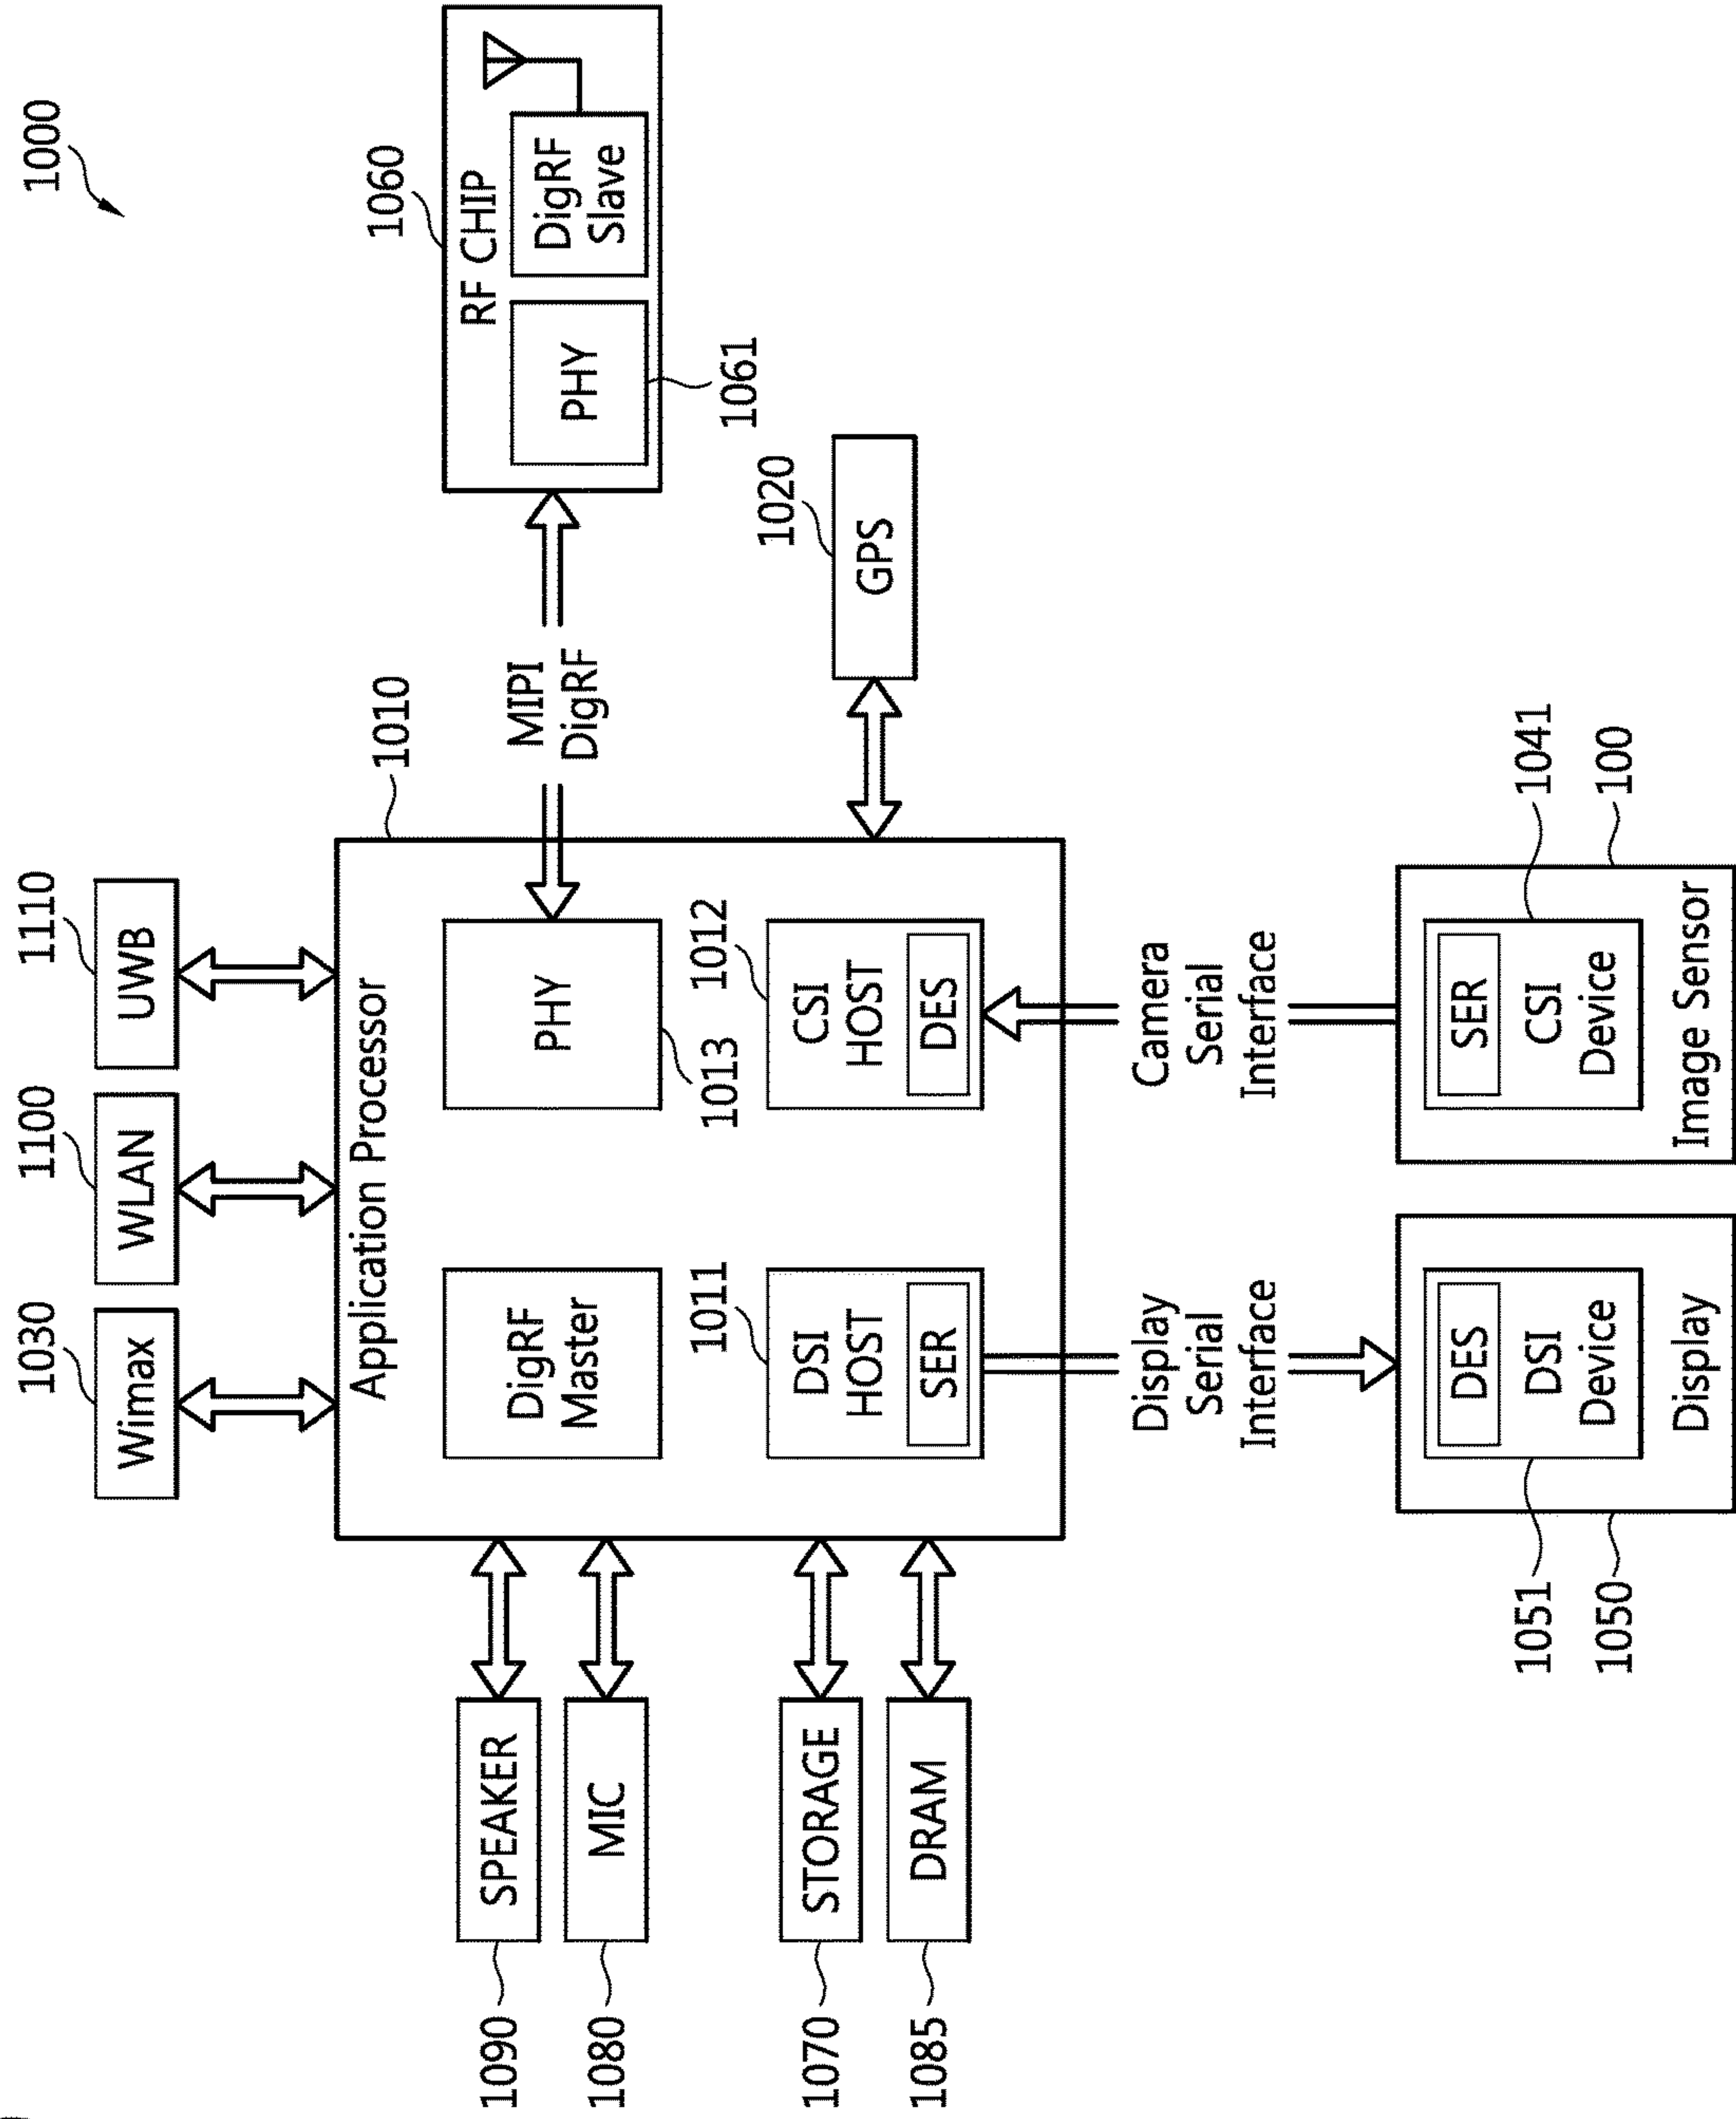 1000
1030
1100
1110
Wimax
WLAN
UWB
1010
1060
Application Processor
RF CHIP
1090
SPEAKER
DigRF
Master
PHY
MIPI
DigRF
PHY
DigRF
Slave
1080
MIC
1013
1061
1011
1012
1020
1070
STORAGE
DSI
HOST
SER
CSI
HOST
DES
GPS
1085
DRAM
Display
Serial
Interface
Camera
Serial
Interface
1051
DES
DSI
Device
SER
CSI
Device
1041
1050
Display
Image Sensor
100